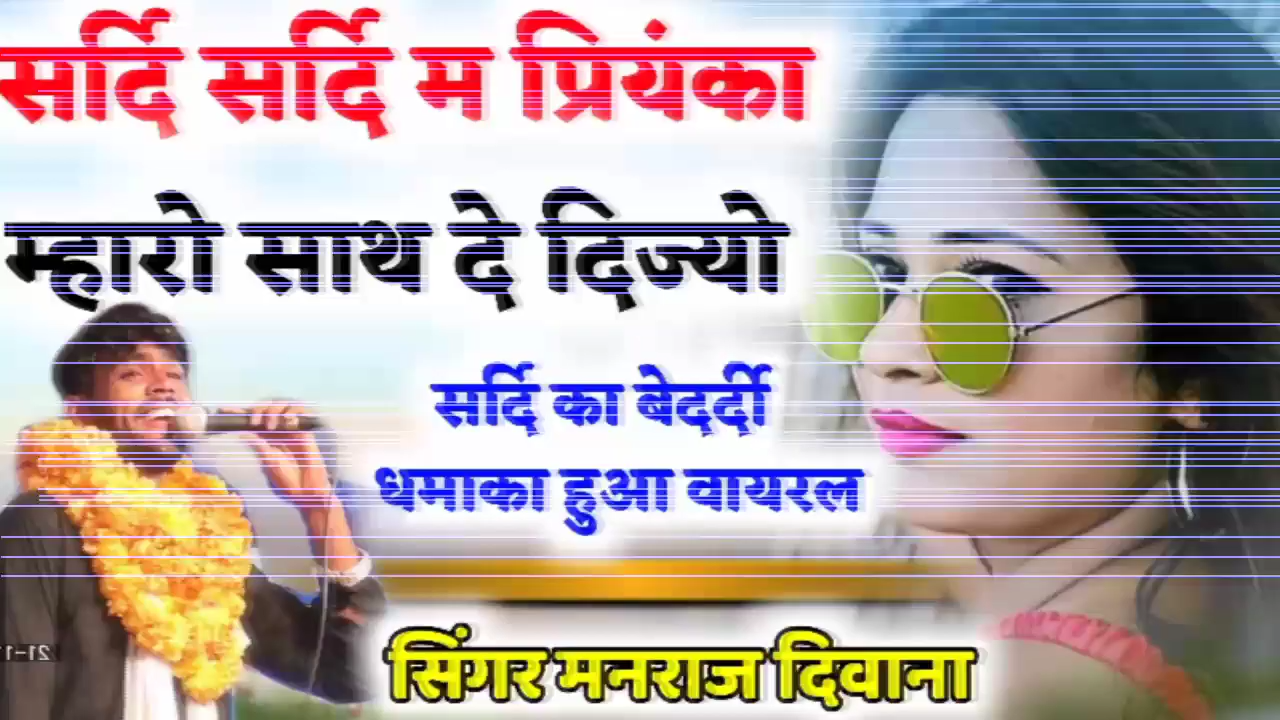 सर्दि सर्दि म प्रियंका
म्हारो साथ दे दिज्यो
सर्दि का बेदर्दी
धमाका हुआ वायरल
सिंगर मनराज दिवाना